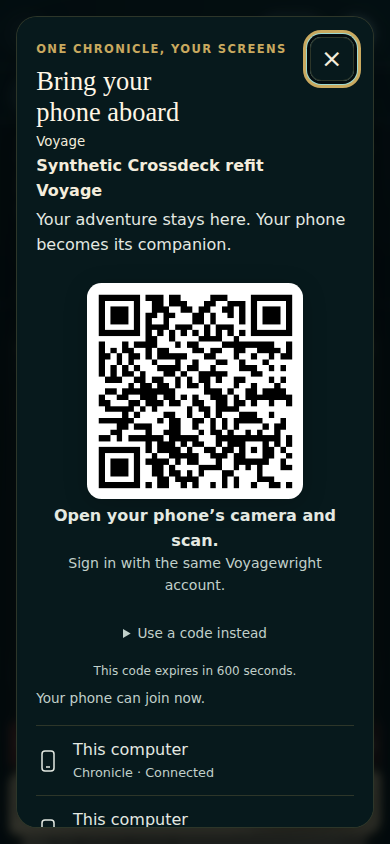 ONE CHRONICLE, YOUR SCREENS
Bring your
phone aboard
Voyage
Synthetic Crossdeck refit
Voyage
Your adventure stays here. Your phone
becomes its companion.
Open your phone’s camera and
scan.
Sign in with the same Voyagewright
account.
Use a code instead
This code expires in 600 seconds.
Your phone can join now.
This computer
Chronicle · Connected
This computer